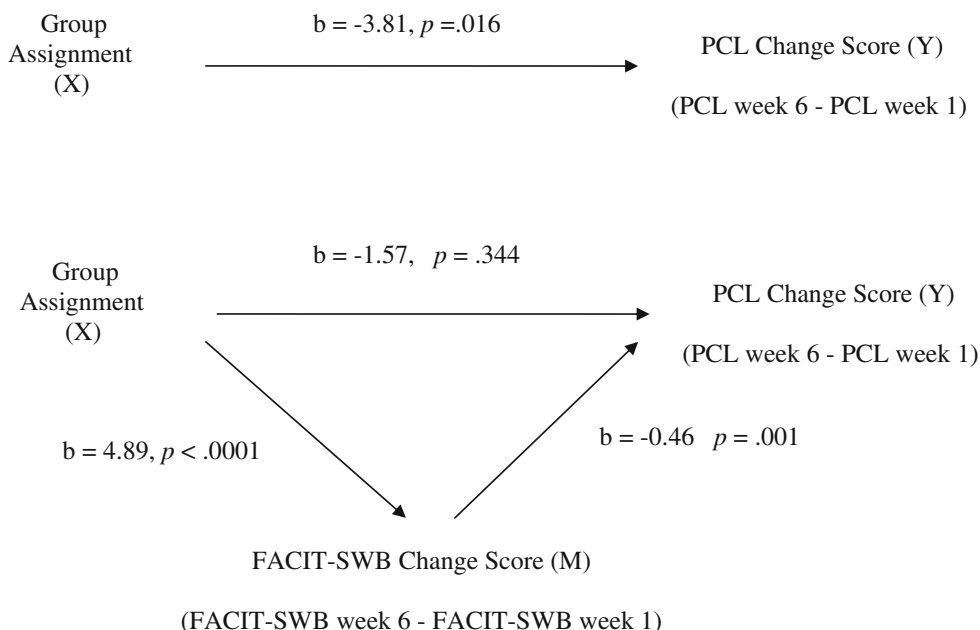 Group
Assignment
(X)
b = -3.81, p =.016
PCL Change Score (Y)
(PCL week 6 - PCL week 1)
Group
Assignment
(X)
b = -1.57, p = .344
PCL Change Score (Y)
(PCL week 6 - PCL week 1)
b = 4.89, p < .0001
b = -0.46 p = .001
FACIT-SWB Change Score (M)
(FACIT-SWB week 6 - FACIT-SWB week 1)